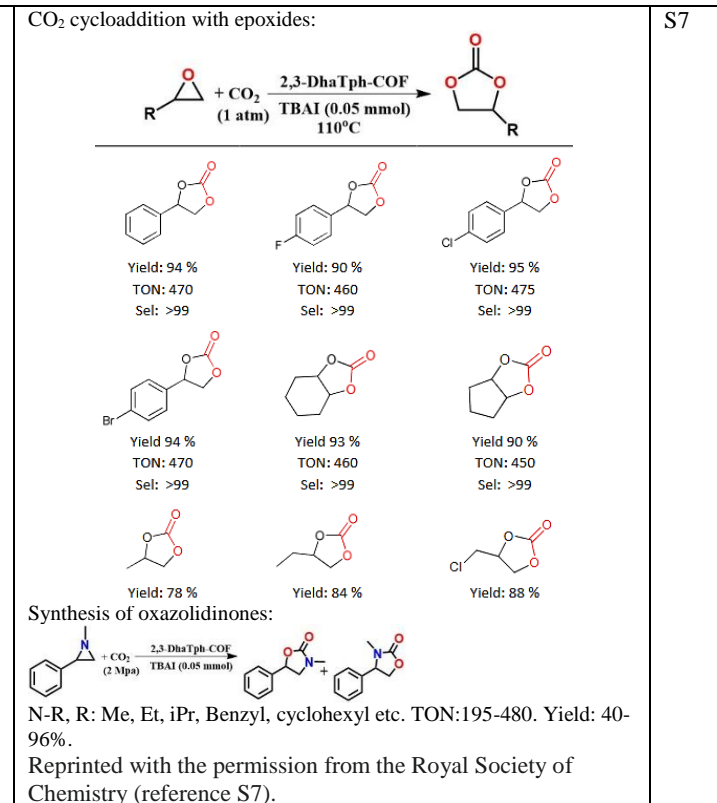 CO₂ cycloaddition with epoxides:
S7
O
R
+ CO₂
(1 atm)
2,3-DhaTph-COF
TBAI (0.05 mmol)
110°C
O
O
O
R
O
O
O
O
O
O
F
O
O
O
Cl
Yield: 94 %
Yield: 90 %
Yield: 95 %
TON: 470
TON: 460
TON: 475
Sel: >99
Sel: >99
Sel: >99
O
O
O
Br
O
O
O
O
O
O
Yield 94 %
Yield 93 %
Yield 90 %
TON: 470
TON: 460
TON: 450
Sel: >99
Sel: >99
Sel: >99
O
O
O
O
O
O
O
O
O
Cl
Yield: 78 %
Yield: 84 %
Yield: 88 %
Synthesis of oxazolidinones:
N
+ CO₂
(2 Mpa)
2,3-DhaTph-COF
TBAI (0.05 mmol)
O
O
N
+
N
O
O
N-R, R: Me, Et, iPr, Benzyl, cyclohexyl etc. TON:195-480. Yield: 40-
96%.
Reprinted with the permission from the Royal Society of
Chemistry (reference S7).